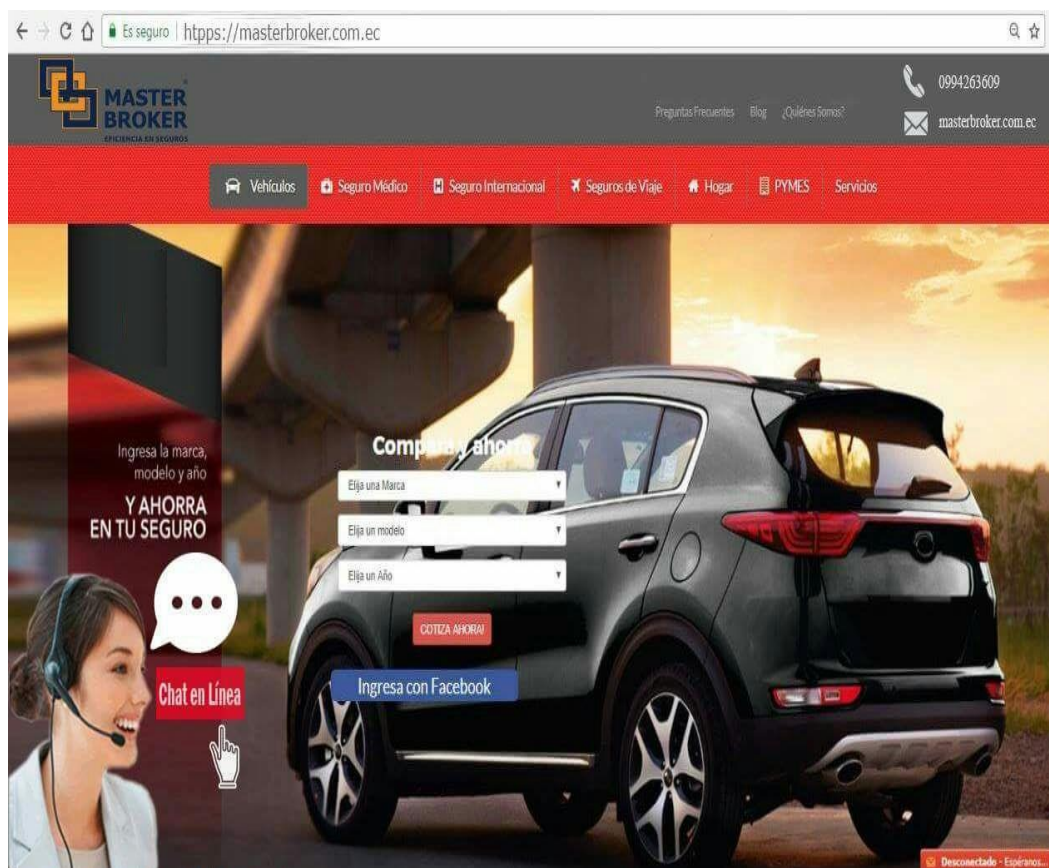 Es seguro | htpps://masterbroker.com.ec
MASTER
BROKER
EFICIENCIA EN SEGUROS
Preguntas Frecuentes Blog ¿Quiénes Somos?
0994263609
masterbroker.com.ec
Vehículos Seguro Médico Seguro Internacional Seguros de Viaje Hogar PYMES Servicios
Ingresa la marca,
modelo y año
Y AHORRA
EN TU SEGURO
Compara y ahorra
Elija una Marca
Elija un modelo
Elija un Año
COTIZA AHORA!
Ingresa con Facebook
Chat en Línea
Desconectado - Espéranos...